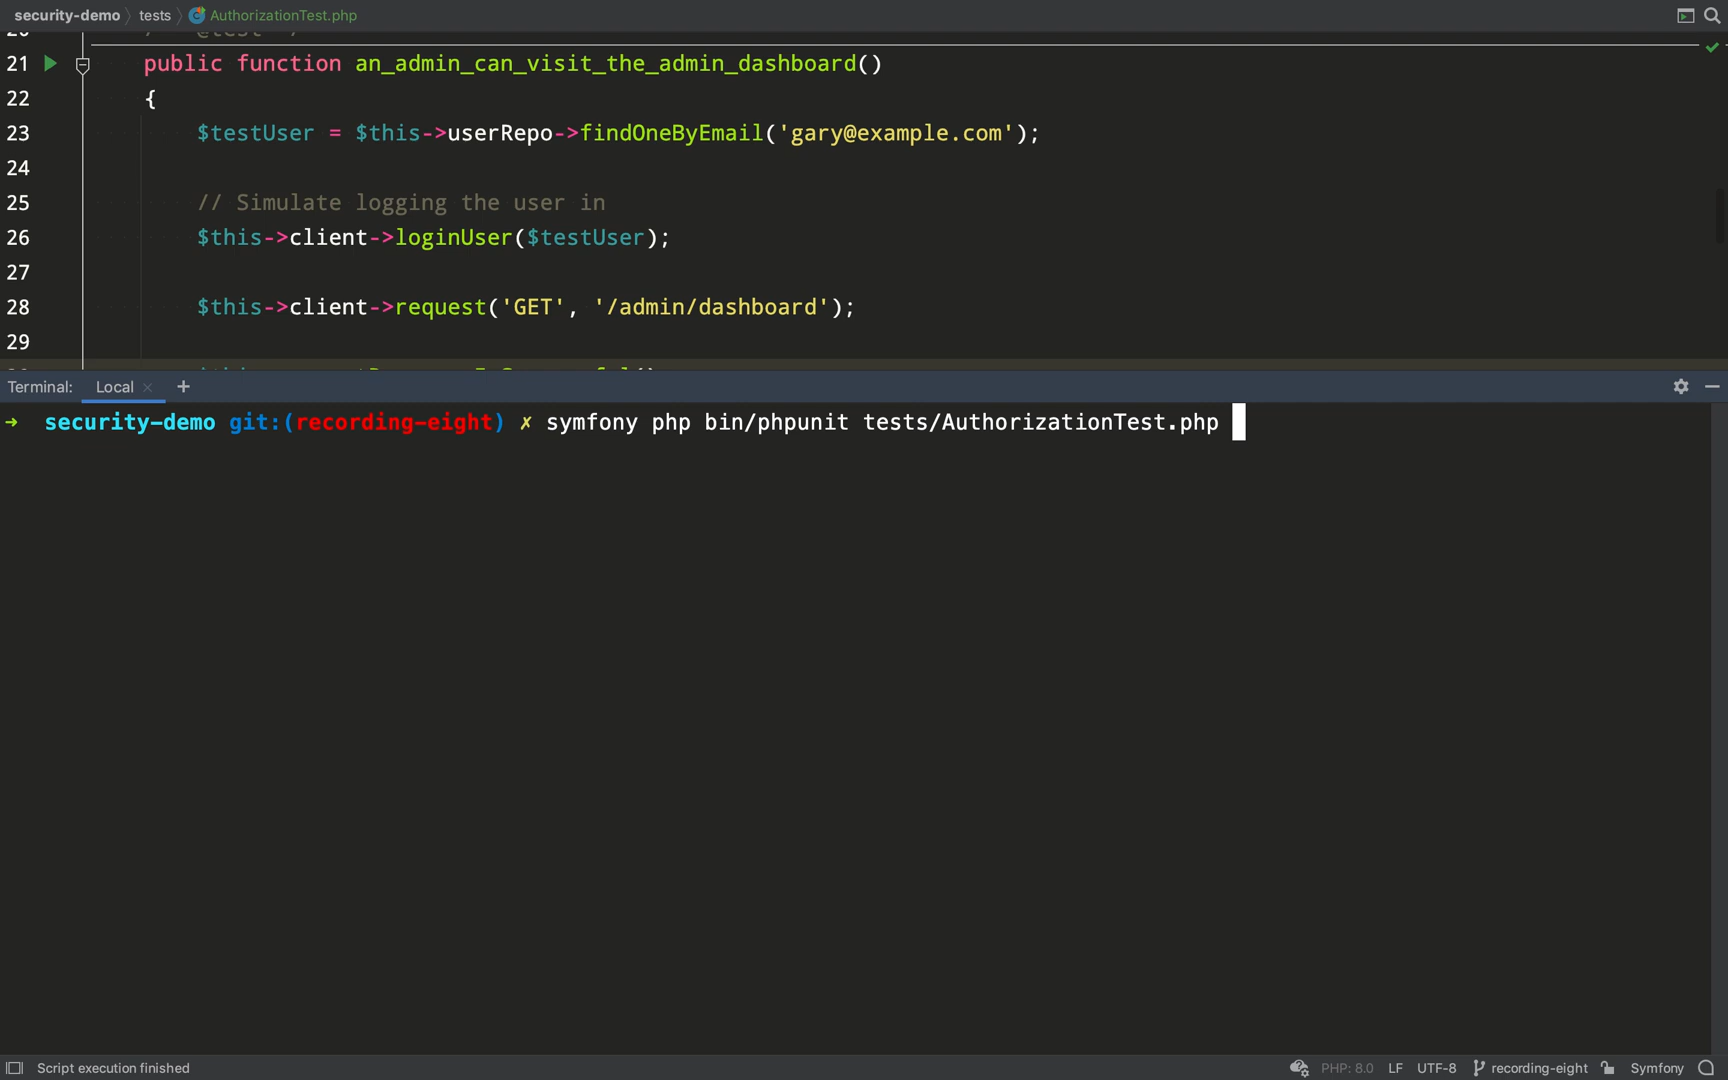 security-demo tests AuthorizationTest.php
21 public function an_admin_can_visit_the_admin_dashboard()
22 {
23 $testUser = $this->userRepo->findOneByEmail('gary@example.com');
24
25 // Simulate logging the user in
26 $this->client->loginUser($testUser);
27
28 $this->client->request('GET', '/admin/dashboard');
29
Terminal: Local × +
→ security-demo git:(recording-eight) ✗ symfony php bin/phpunit tests/AuthorizationTest.php
Script execution finished PHP: 8.0 LF UTF-8 recording-eight Symfony